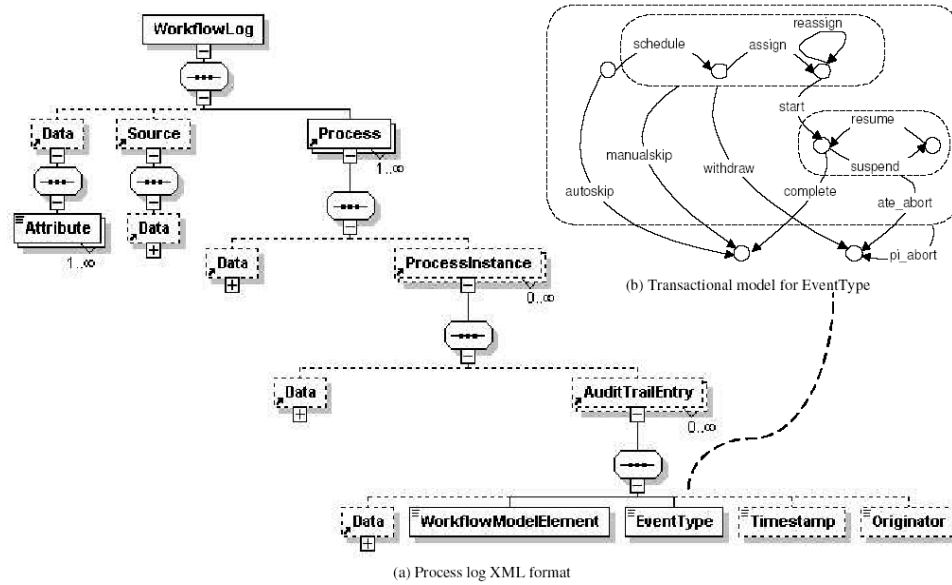 WorkflowLog
Data
Source
Process
1..∞
Attribute
1..∞
Data
Data
ProcessInstance
0..∞
Data
AuditTrailEntry
0..∞
Data
WorkflowModelElement
EventType
Timestamp
Originator
(a) Process log XML format
reassign
schedule
assign
start
resume
suspend
manualskip
withdraw
autoskip
complete
ate_abort
pi_abort
(b) Transactional model for EventType